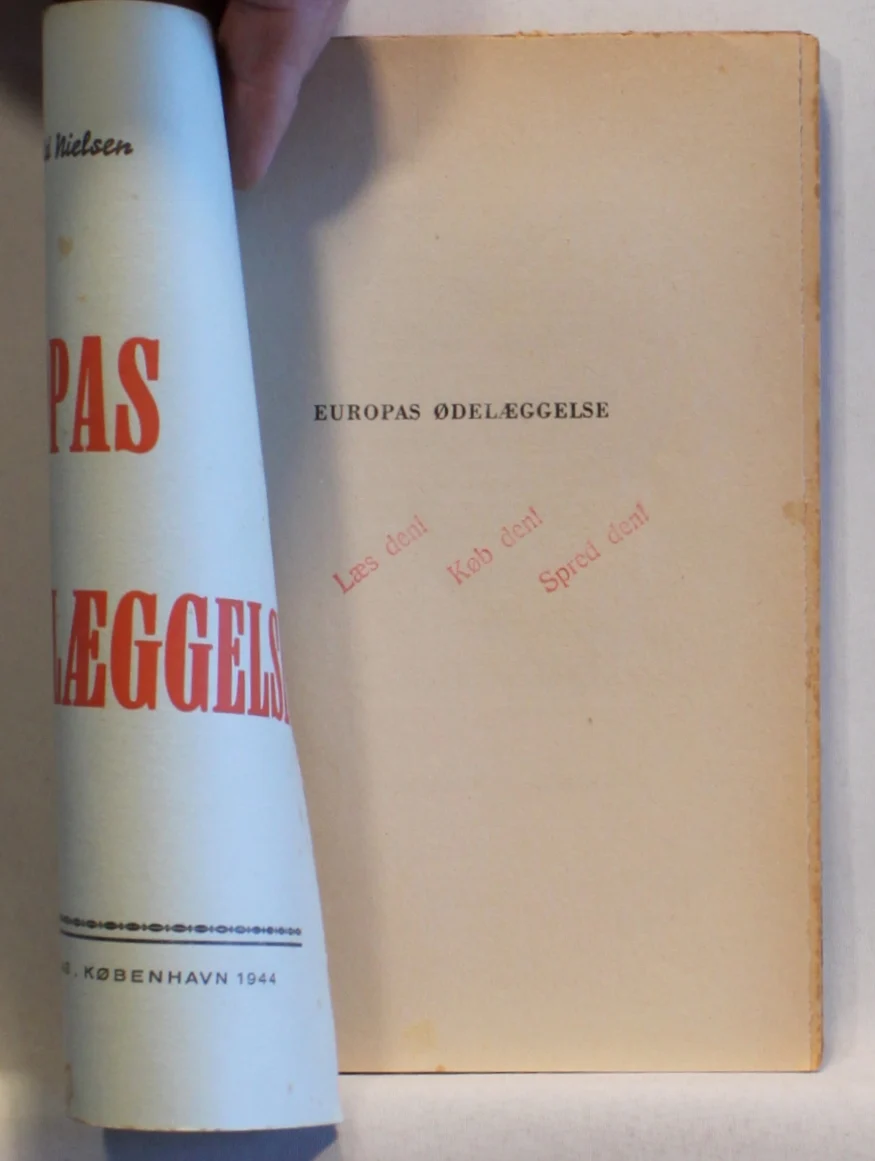 Nielsen
PAS
LÆGGELS
KØBENHAVN 1944
EUROPAS ØDELÆGGELSE
Læs den! Køb den! Spred den!